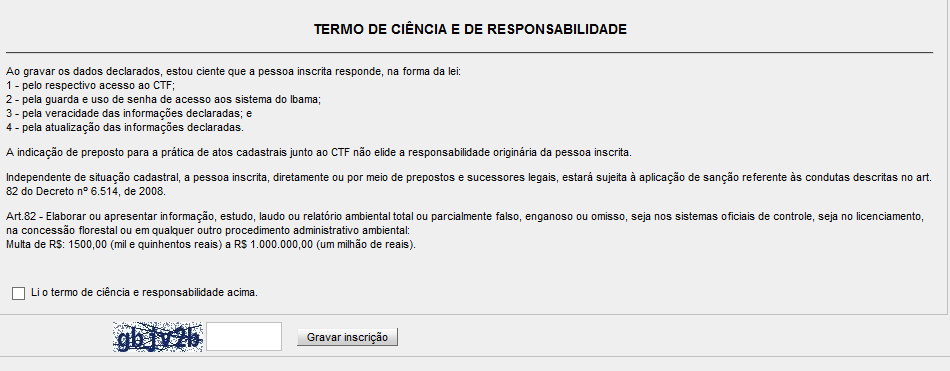 TERMO DE CIÊNCIA E DE RESPONSABILIDADE
Ao gravar os dados declarados, estou ciente que a pessoa inscrita responde, na forma da lei:
1 - pelo respectivo acesso ao CTF;
2 - pela guarda e uso de senha de acesso aos sistema do Ibama;
3 - pela veracidade das informações declaradas; e
4 - pela atualização das informações declaradas.
A indicação de preposto para a prática de atos cadastrais junto ao CTF não elide a responsabilidade originária da pessoa inscrita.
Independente de situação cadastral, a pessoa inscrita, diretamente ou por meio de prepostos e sucessores legais, estará sujeita à aplicação de sanção referente às condutas descritas no art.
82 do Decreto nº 6.514, de 2008.
Art.82 - Elaborar ou apresentar informação, estudo, laudo ou relatório ambiental total ou parcialmente falso, enganoso ou omisso, seja nos sistemas oficiais de controle, seja no licenciamento,
na concessão florestal ou em qualquer outro procedimento administrativo ambiental:
Multa de R$: 1500,00 (mil e quinhentos reais) a R$ 1.000.000,00 (um milhão de reais).
Li o termo de ciência e responsabilidade acima.
gbjv2b Gravar inscrição